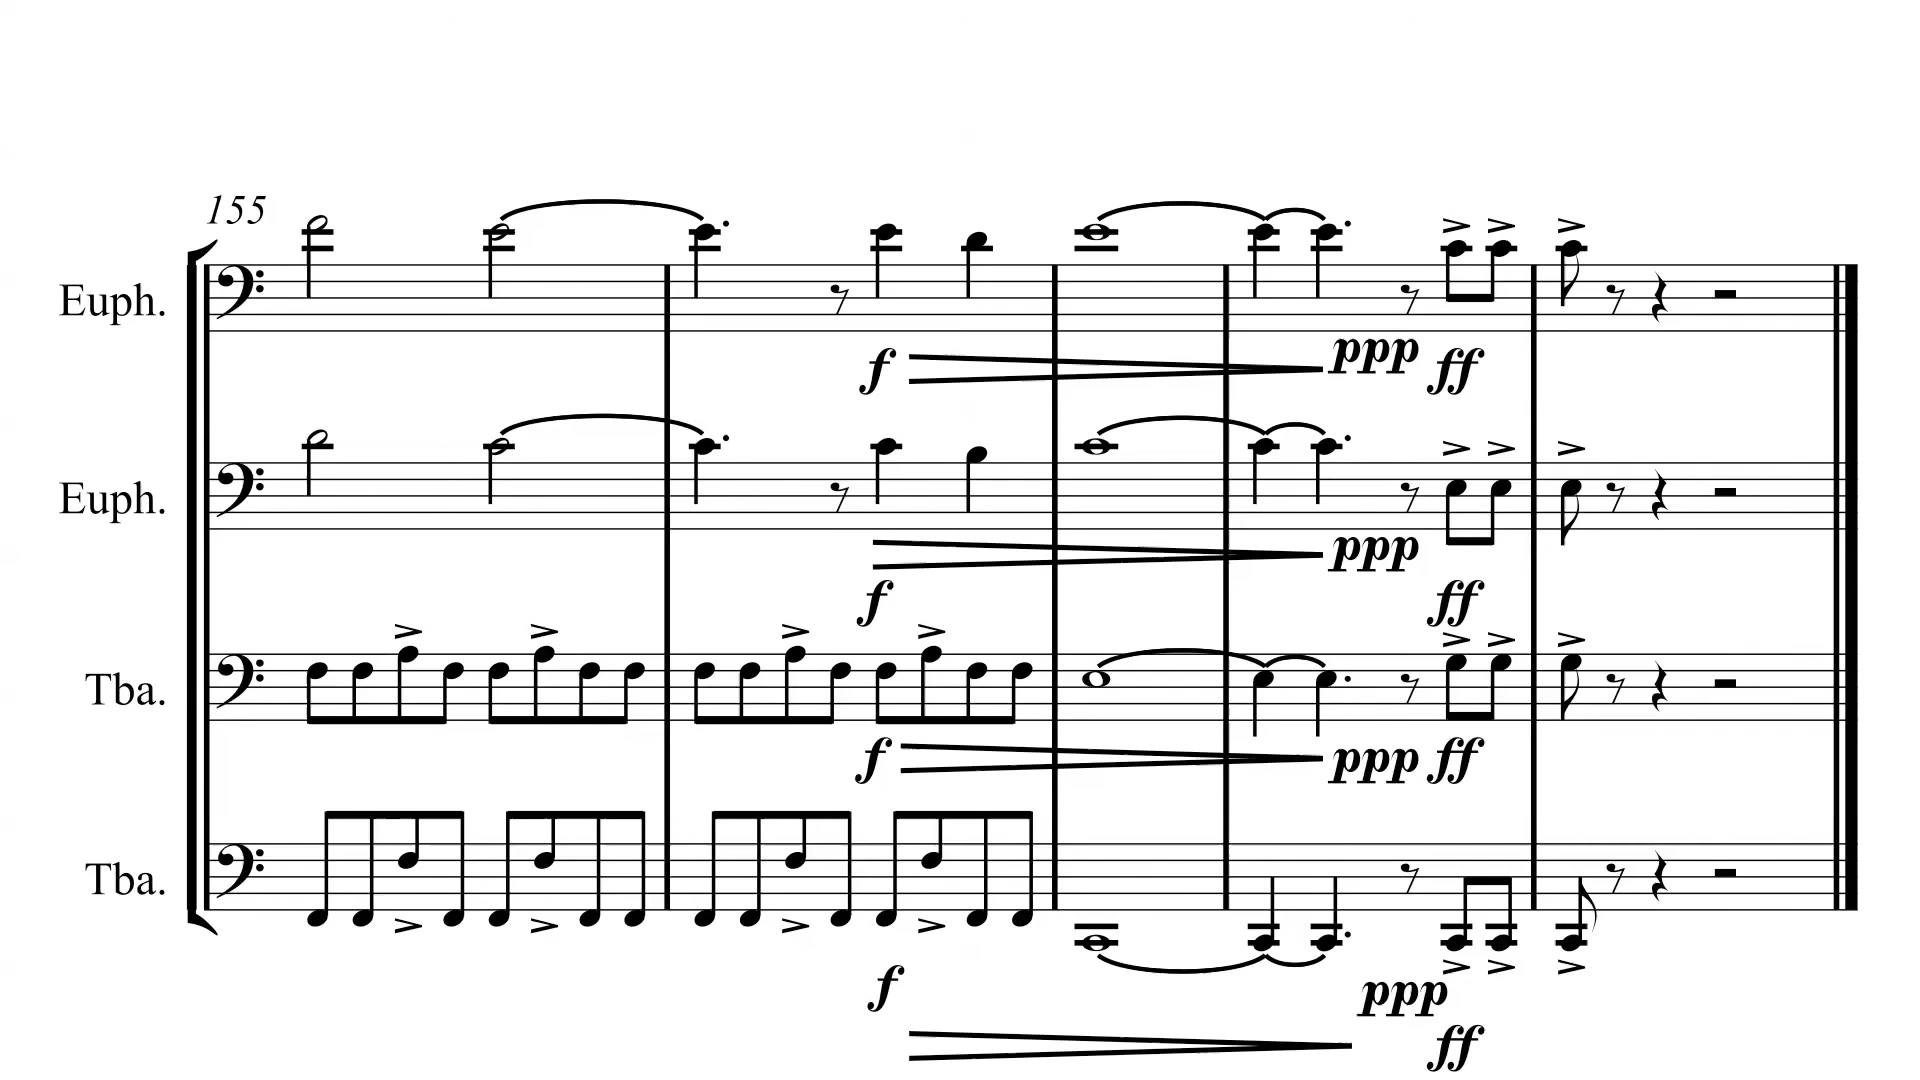 155
Euph.
f ppp ff
Euph.
ppp
f ff
Tba.
f ppp ff
Tba.
f ppp
ff